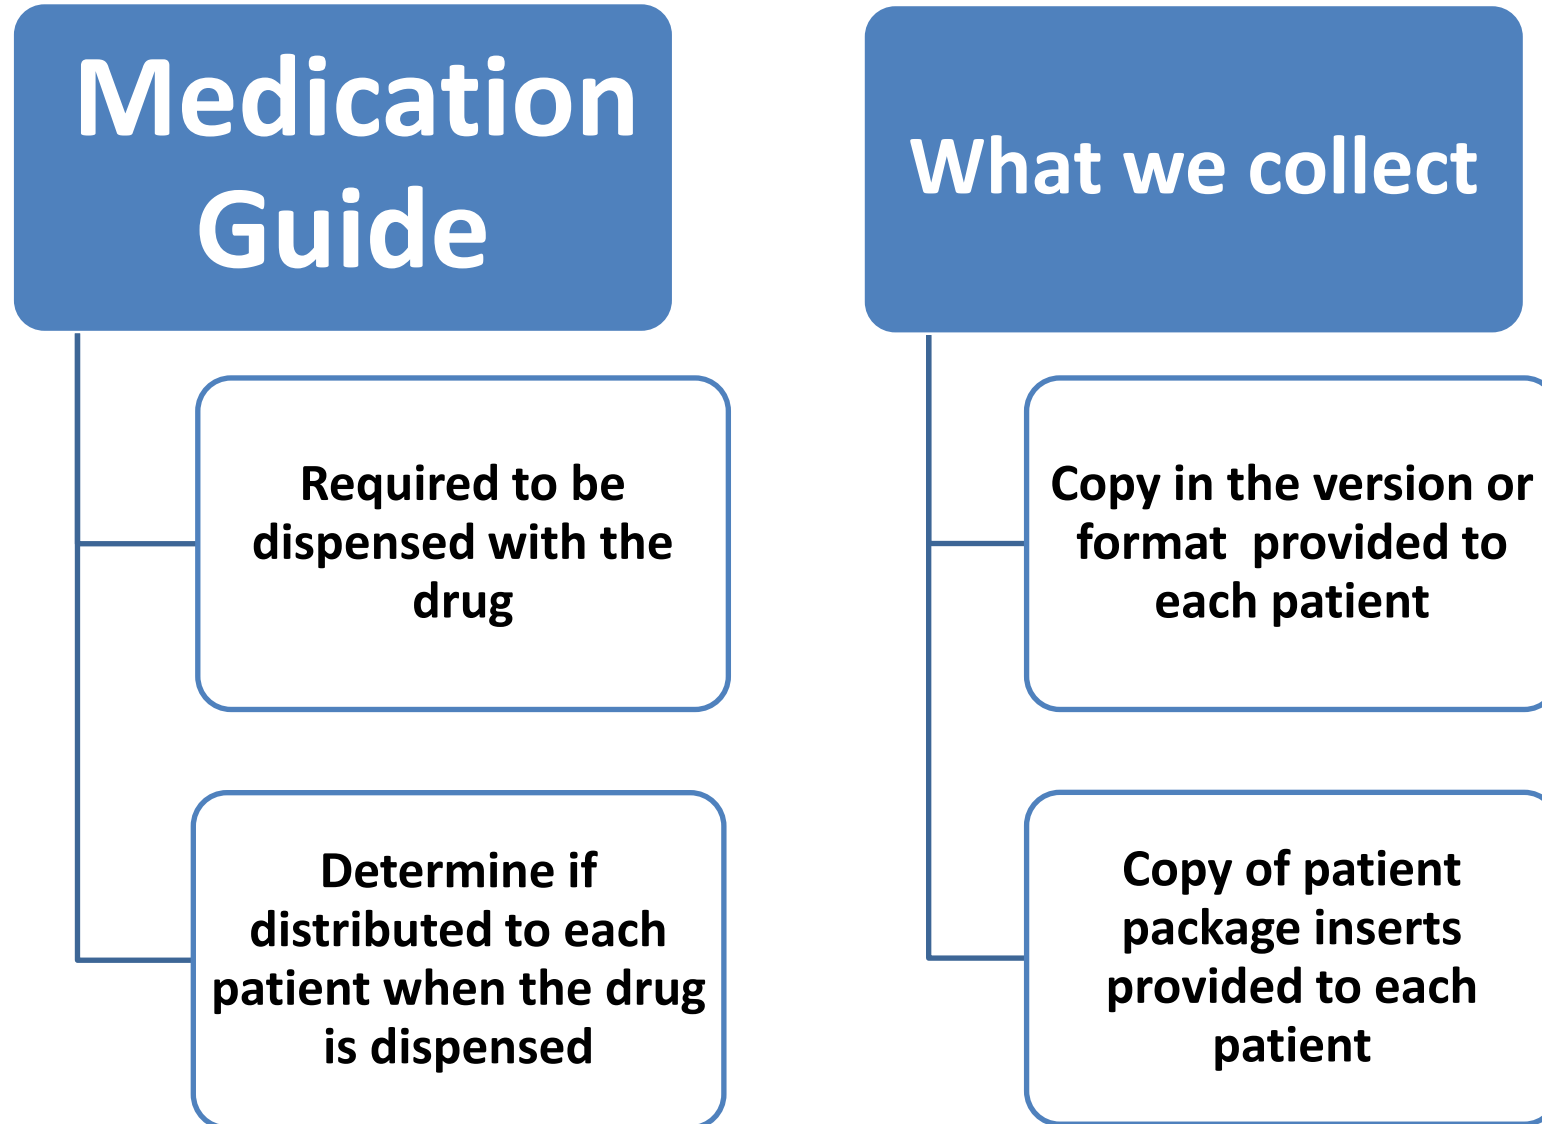 Medication
Guide
Required to be
dispensed with the
drug
Determine if
distributed to each
patient when the drug
is dispensed
What we collect
Copy in the version or
format  provided to
each patient
Copy of patient
package inserts
provided to each
patient